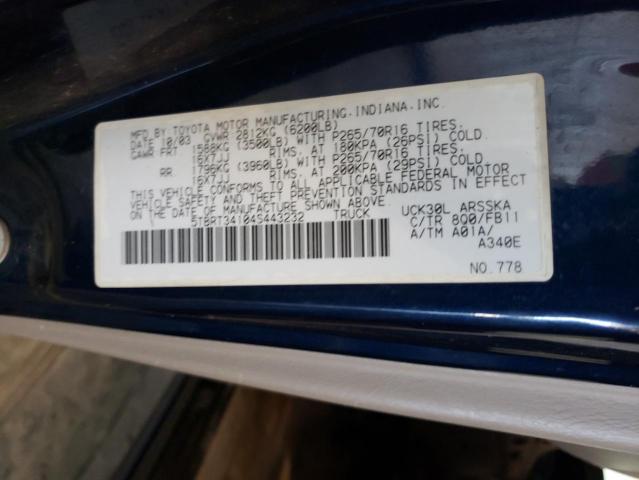 MFD.BY TOYOTA MOTOR MANUFACTURING,INDIANA,INC.
DATE 10/03 GVWR 2812KG (6200LB)
GAWR FRT 1588KG (3500LB) WITH P265/70R16 TIRES.
16X7JJ RIMS, AT 180KPA (26PSI) COLD.
RR. 1796KG (3960LB) WITH P265/70R16 TIRES.
16X7JJ RIMS, AT 200KPA (29PSI) COLD
THIS VEHICLE CONFORMS TO ALL APPLICABLE FEDERAL MOTOR
VEHICLE SAFETY AND THEFT PREVENTION STANDARDS IN EFFECT
ON THE DATE OF MANUFACTURE SHOWN ABOVE.
5TBRT34104S443232 TRUCK
UCK30L ARSSKA
C/TR 8Q0/FB11
A/TM A01A/
A340E
NO.778